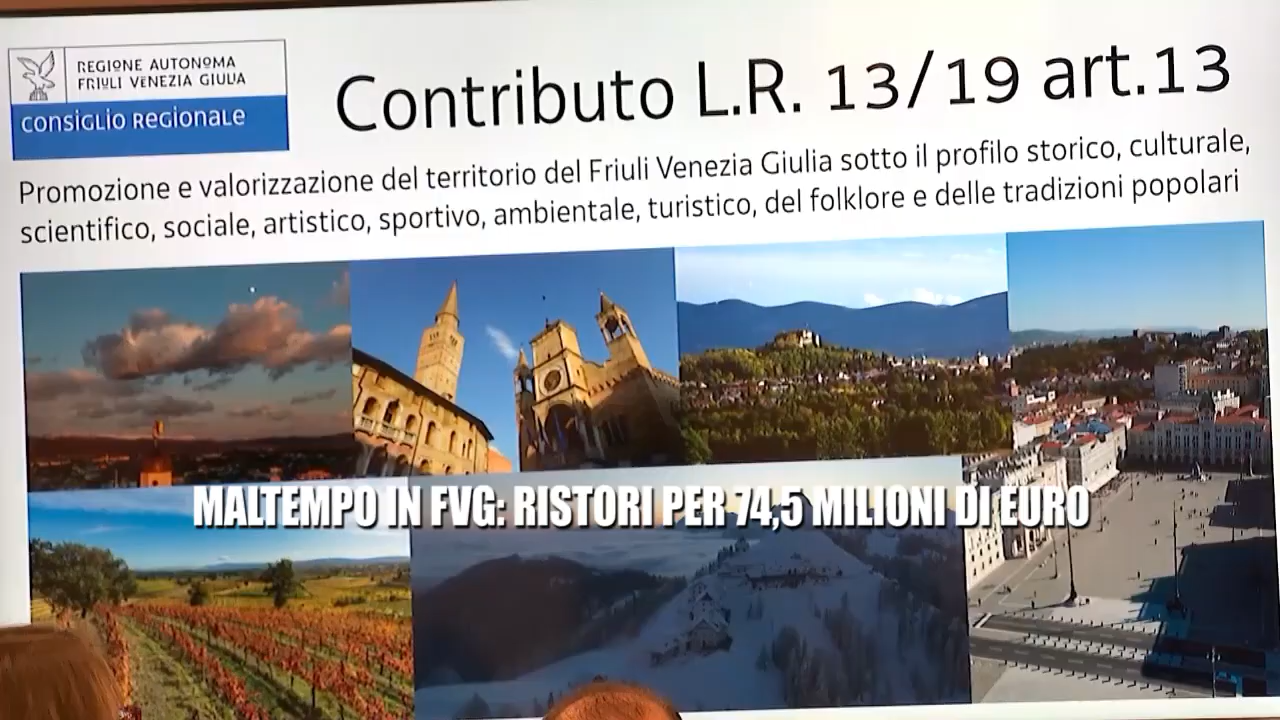 REGIONE AUTONOMA
FRIULI VENEZIA GIULIA
CONSIGLIO REGIONALE
Contributo L.R. 13/19 art.13
Promozione e valorizzazione del territorio del Friuli Venezia Giulia sotto il profilo storico, culturale,
scientifico, sociale, artistico, sportivo, ambientale, turistico, del folklore e delle tradizioni popolari
MALTEMPO IN FVG: RISTORI PER 74,5 MILIONI DI EURO